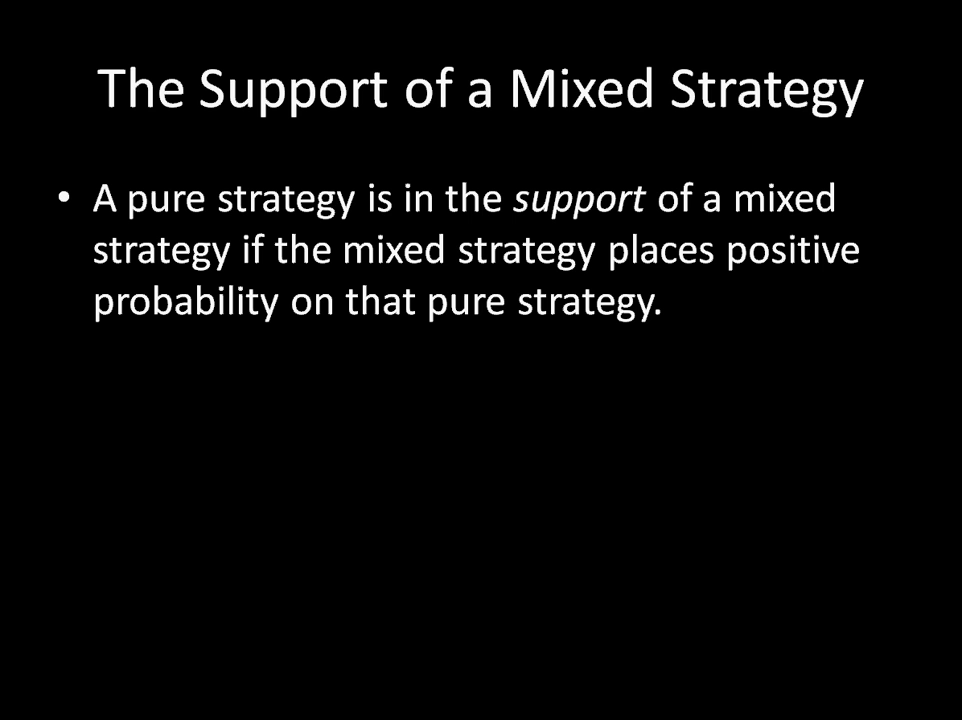 The Support of a Mixed Strategy
• A pure strategy is in the support of a mixed
strategy if the mixed strategy places positive
probability on that pure strategy.